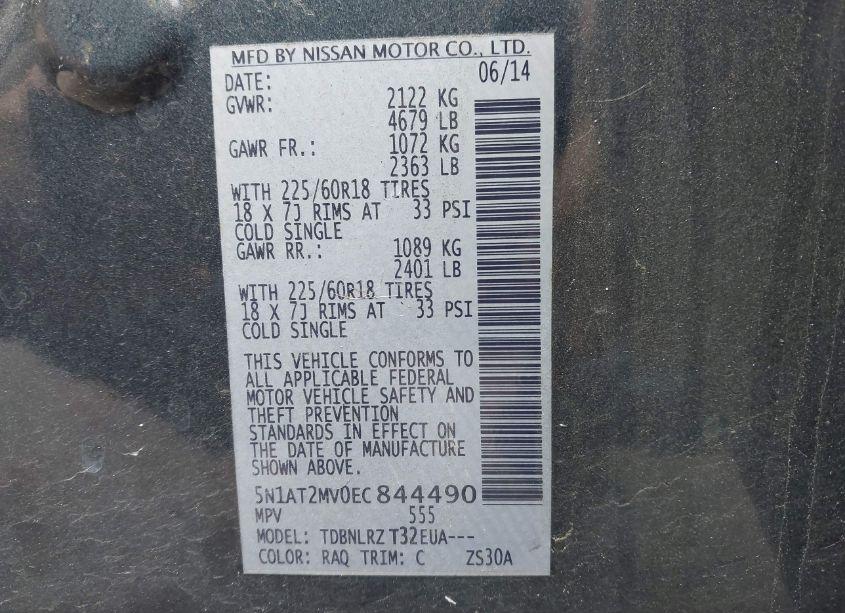 MFD BY NISSAN MOTOR CO., LTD.
DATE: 06/14
GVWR: 2122 KG
4679 LB
GAWR FR.: 1072 KG
2363 LB
WITH 225/60R18 TIRES
18 X 7J RIMS AT 33 PSI
COLD SINGLE
GAWR RR.: 1089 KG
2401 LB
WITH 225/60R18 TIRES
18 X 7J RIMS AT 33 PSI
COLD SINGLE
THIS VEHICLE CONFORMS TO
ALL APPLICABLE FEDERAL
MOTOR VEHICLE SAFETY AND
THEFT PREVENTION
STANDARDS IN EFFECT ON
THE DATE OF MANUFACTURE
SHOWN ABOVE.
5N1AT2MV0EC844490
MPV 555
MODEL: TDBNLRZ T32EUA---
COLOR: RAQ TRIM: C ZS30A